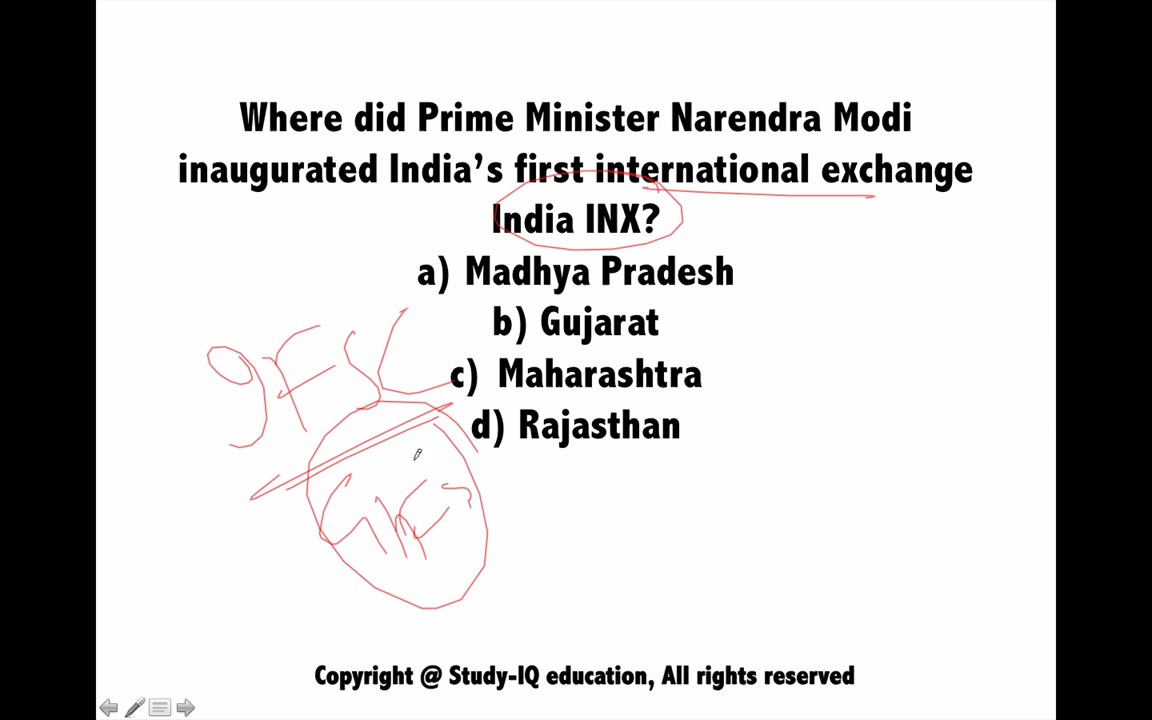 Where did Prime Minister Narendra Modi
inaugurated India's first international exchange
India INX?
a) Madhya Pradesh
b) Gujarat
c) Maharashtra
d) Rajasthan
Copyright @ Study-IQ education, All rights reserved